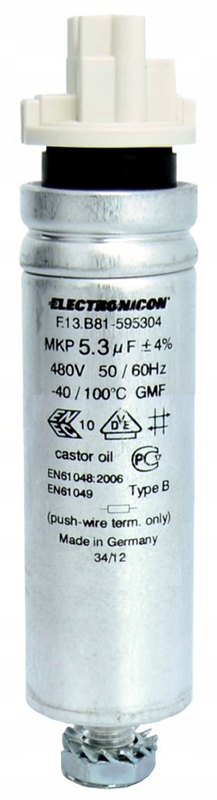 ELECTRONICON
F.13.B81-595304
MKP 5.3 µF ±4%
480V 50/60Hz
-40/100°C GMF
10 DVE
castor oil
EN61048:2006
EN61049 Type B
(push-wire term. only)
Made in Germany
34/12